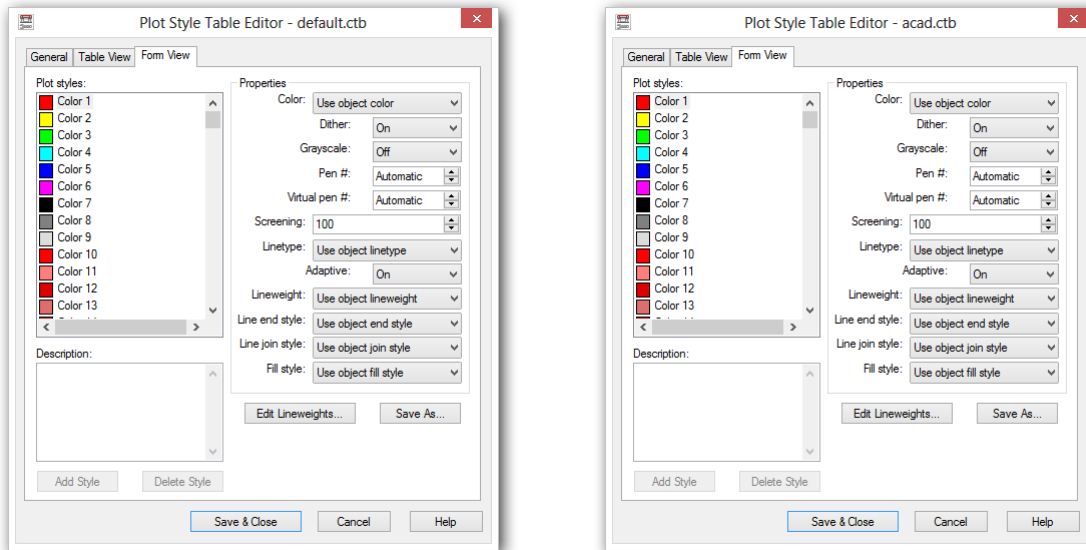 Plot Style Table Editor - default.ctb
General Table View Form View
Plot styles:
Color 1
Color 2
Color 3
Color 4
Color 5
Color 6
Color 7
Color 8
Color 9
Color 10
Color 11
Color 12
Color 13
Description:
Add Style Delete Style
Properties
Color: Use object color
Dither: On
Grayscale: Off
Pen #: Automatic
Virtual pen #: Automatic
Screening: 100
Linetype: Use object linetype
Adaptive: On
Lineweight: Use object lineweight
Line end style: Use object end style
Line join style: Use object join style
Fill style: Use object fill style
Edit Lineweights... Save As...
Save & Close Cancel Help
Plot Style Table Editor - acad.ctb
General Table View Form View
Plot styles:
Color 1
Color 2
Color 3
Color 4
Color 5
Color 6
Color 7
Color 8
Color 9
Color 10
Color 11
Color 12
Color 13
Description:
Add Style Delete Style
Properties
Color: Use object color
Dither: On
Grayscale: Off
Pen #: Automatic
Virtual pen #: Automatic
Screening: 100
Linetype: Use object linetype
Adaptive: On
Lineweight: Use object lineweight
Line end style: Use object end style
Line join style: Use object join style
Fill style: Use object fill style
Edit Lineweights... Save As...
Save & Close Cancel Help